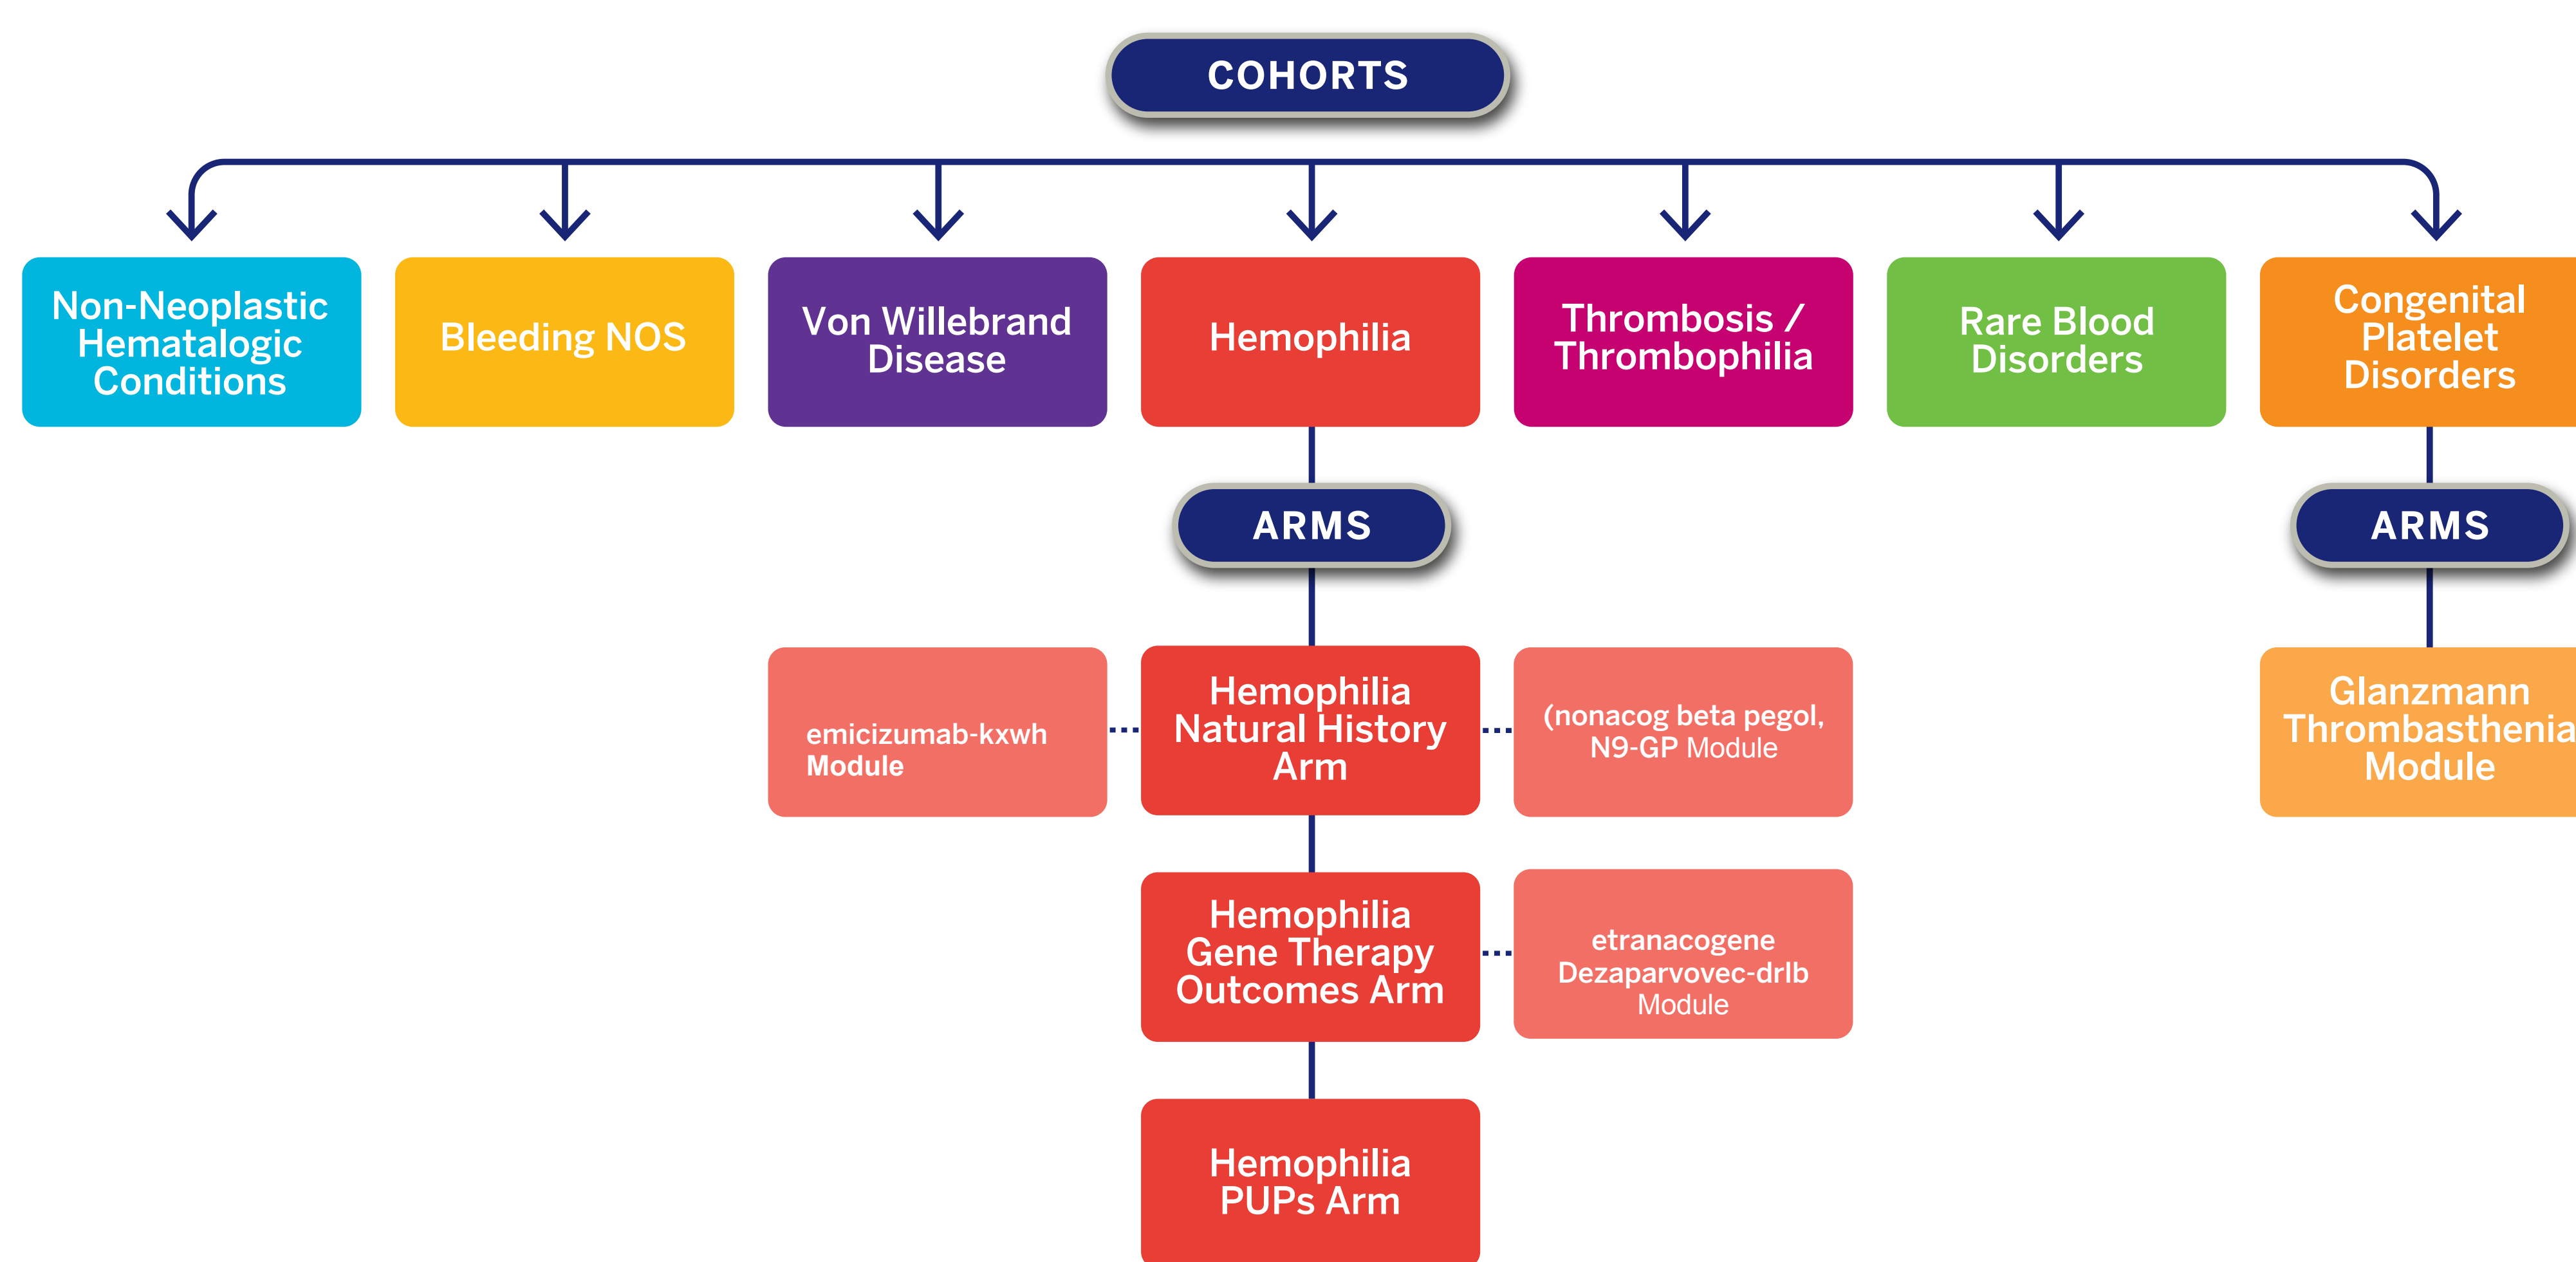 COHORTS
Non-Neoplastic
Hematalogic
Conditions
Bleeding NOS
Von Willebrand
Disease
Hemophilia
Thrombosis /
Thrombophilia
Rare Blood
Disorders
Congenital
Platelet
Disorders
ARMS
ARMS
emicizumab-kxwh
Module
Hemophilia
Natural History
Arm
(nonacog beta pegol,
N9-GP Module
Glanzmann
Thrombasthenia
Module
Hemophilia
Gene Therapy
Outcomes Arm
etranacogene
Dezaparvovec-drlb
Module
Hemophilia
PUPs Arm